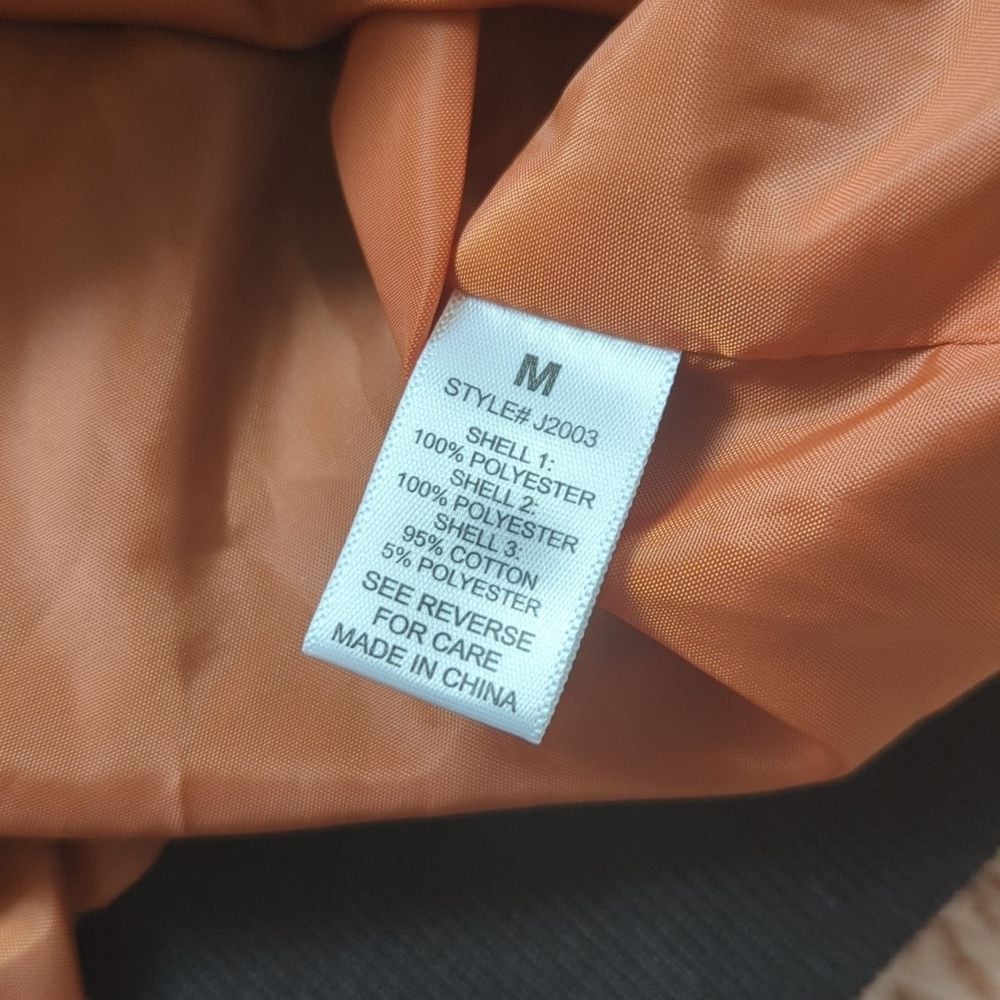 M
STYLE# J2003
SHELL 1:
100% POLYESTER
SHELL 2:
100% POLYESTER
SHELL 3:
95% COTTON
5% POLYESTER
SEE REVERSE
FOR CARE
MADE IN CHINA